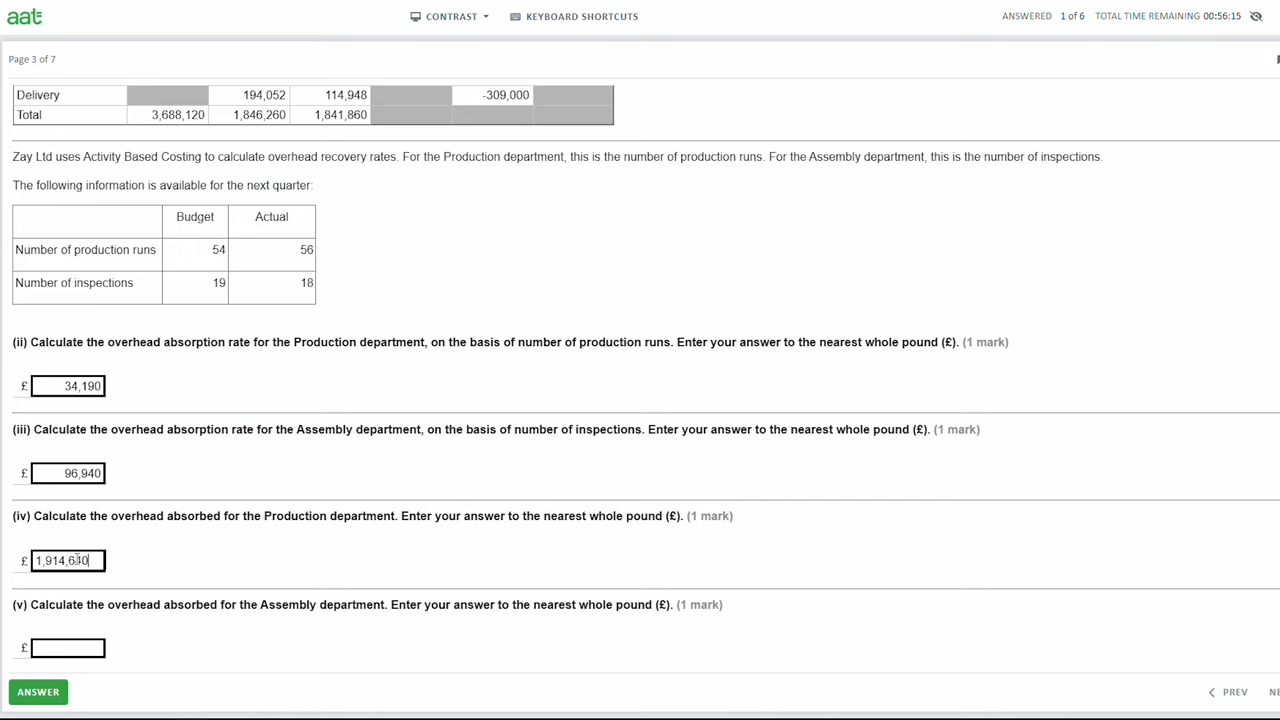 aat
CONTRAST
KEYBOARD SHORTCUTS
ANSWERED 1 of 6 TOTAL TIME REMAINING 00:56:15
Page 3 of 7
Delivery 194,052 114,948 -309,000
Total 3,688,120 1,846,260 1,841,860
Zay Ltd uses Activity Based Costing to calculate overhead recovery rates. For the Production department, this is the number of production runs. For the Assembly department, this is the number of inspections.
The following information is available for the next quarter:
Budget Actual
Number of production runs 54 56
Number of inspections 19 18
(ii) Calculate the overhead absorption rate for the Production department, on the basis of number of production runs. Enter your answer to the nearest whole pound (£). (1 mark)
£ 34,190
(iii) Calculate the overhead absorption rate for the Assembly department, on the basis of number of inspections. Enter your answer to the nearest whole pound (£). (1 mark)
£ 96,940
(iv) Calculate the overhead absorbed for the Production department. Enter your answer to the nearest whole pound (£). (1 mark)
£ 1,914,640
(v) Calculate the overhead absorbed for the Assembly department. Enter your answer to the nearest whole pound (£). (1 mark)
£
ANSWER
PREV
NE